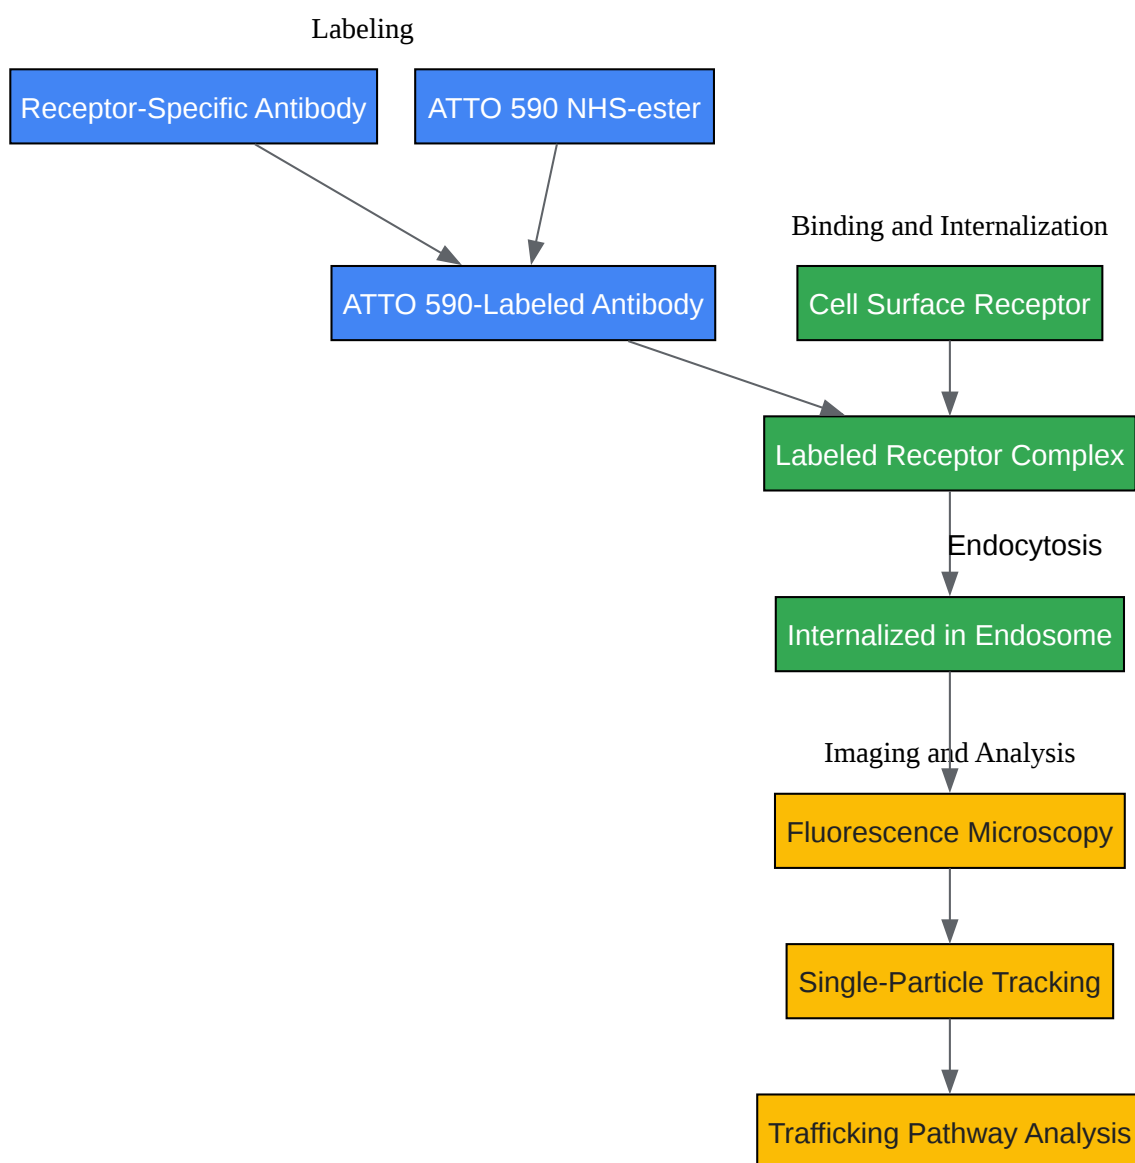 Labeling
Receptor-Specific Antibody
ATTO 590 NHS-ester
Binding and Internalization
ATTO 590-Labeled Antibody
Cell Surface Receptor
Labeled Receptor Complex
Endocytosis
Internalized in Endosome
Imaging and Analysis
Fluorescence Microscopy
Single-Particle Tracking
Trafficking Pathway Analysis